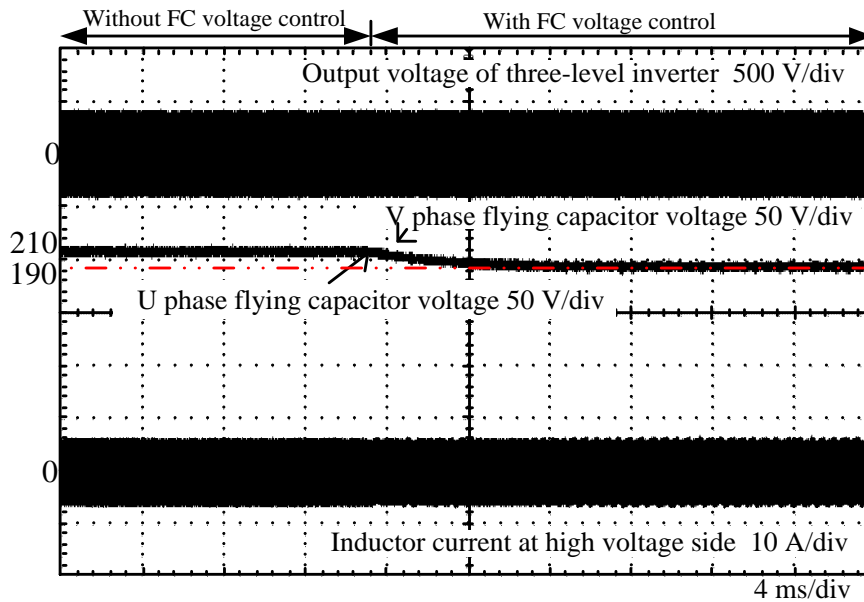 Without FC voltage control
With FC voltage control
Output voltage of three-level inverter 500 V/div
0
V phase flying capacitor voltage 50 V/div
210
190
U phase flying capacitor voltage 50 V/div
0
Inductor current at high voltage side 10 A/div
4 ms/div